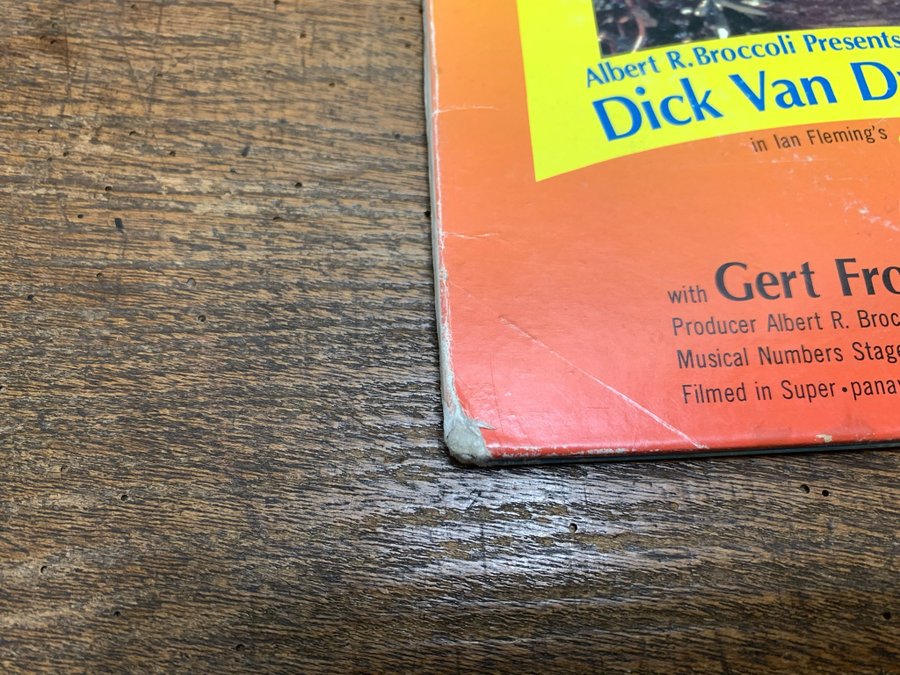 Albert R. Broccoli Presents
Dick Van
in Ian Fleming's
with Gert
Producer Albert R.
Musical Numbers
Filmed in Super•